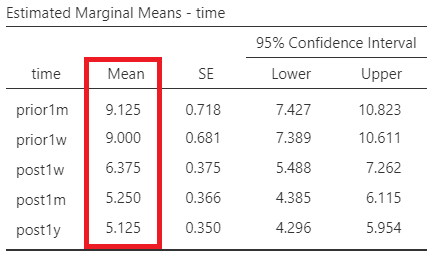 Estimated Marginal Means - time
95% Confidence Interval
time Mean SE Lower Upper
prior1m 9.125 0.718 7.427 10.823
prior1w 9.000 0.681 7.389 10.611
post1w 6.375 0.375 5.488 7.262
post1m 5.250 0.366 4.385 6.115
post1y 5.125 0.350 4.296 5.954